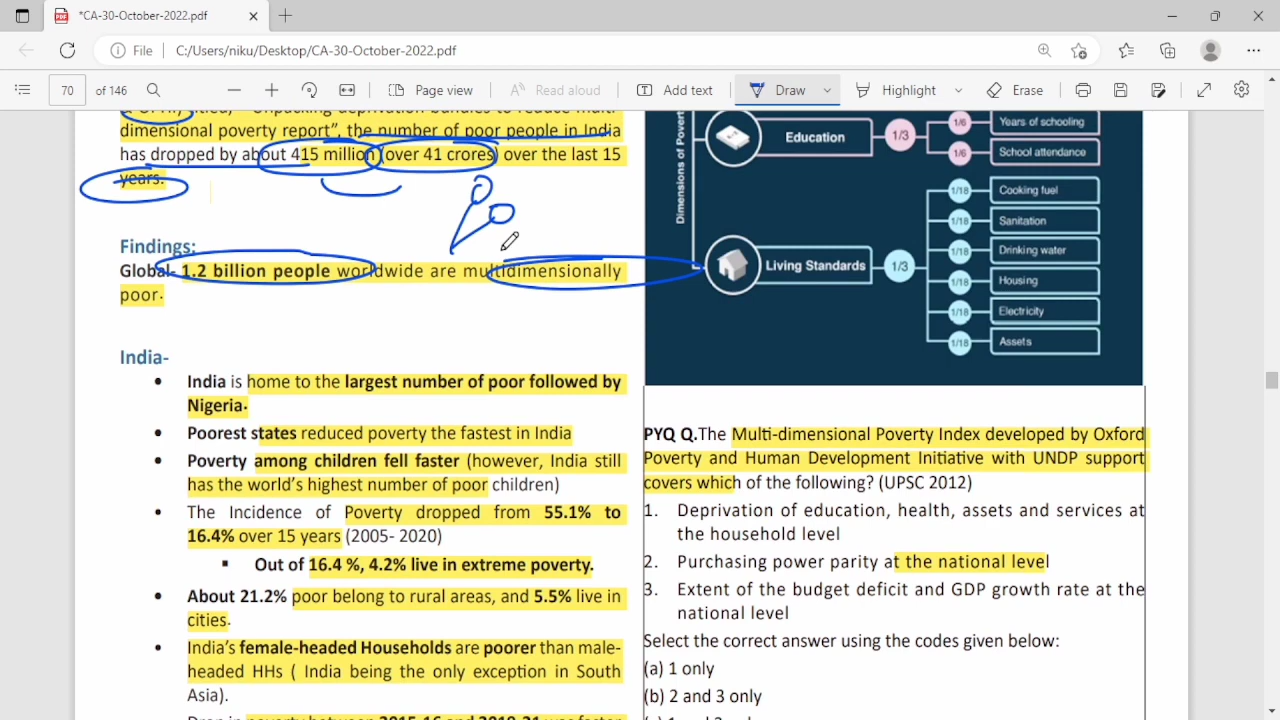 *CA-30-October-2022.pdf
File
C:/Users/niku/Desktop/CA-30-October-2022.pdf
70
of 146
Page view
Read aloud
Add text
Draw
Highlight
Erase
dimensional poverty report", the number of poor people in India
has dropped by about 415 million (over 41 crores) over the last 15
years.
Findings:
Global- 1.2 billion people worldwide are multidimensionally
poor.
India-
• India is home to the largest number of poor followed by
Nigeria.
• Poorest states reduced poverty the fastest in India
• Poverty among children fell faster (however, India still
has the world's highest number of poor children)
• The Incidence of Poverty dropped from 55.1% to
16.4% over 15 years (2005- 2020)
▪ Out of 16.4 %, 4.2% live in extreme poverty.
• About 21.2% poor belong to rural areas, and 5.5% live in
cities.
• India's female-headed Households are poorer than male-
headed HHs ( India being the only exception in South
Asia).
Dimensions of Povert
Education
1/3
1/6
Years of schooling
1/6
School attendance
Living Standards
1/3
1/18
Cooking fuel
1/18
Sanitation
1/18
Drinking water
1/18
Housing
1/18
Electricity
1/18
Assets
PYQ Q.The Multi-dimensional Poverty Index developed by Oxford
Poverty and Human Development Initiative with UNDP support
covers which of the following? (UPSC 2012)
1. Deprivation of education, health, assets and services at
the household level
2. Purchasing power parity at the national level
3. Extent of the budget deficit and GDP growth rate at the
national level
Select the correct answer using the codes given below:
(a) 1 only
(b) 2 and 3 only